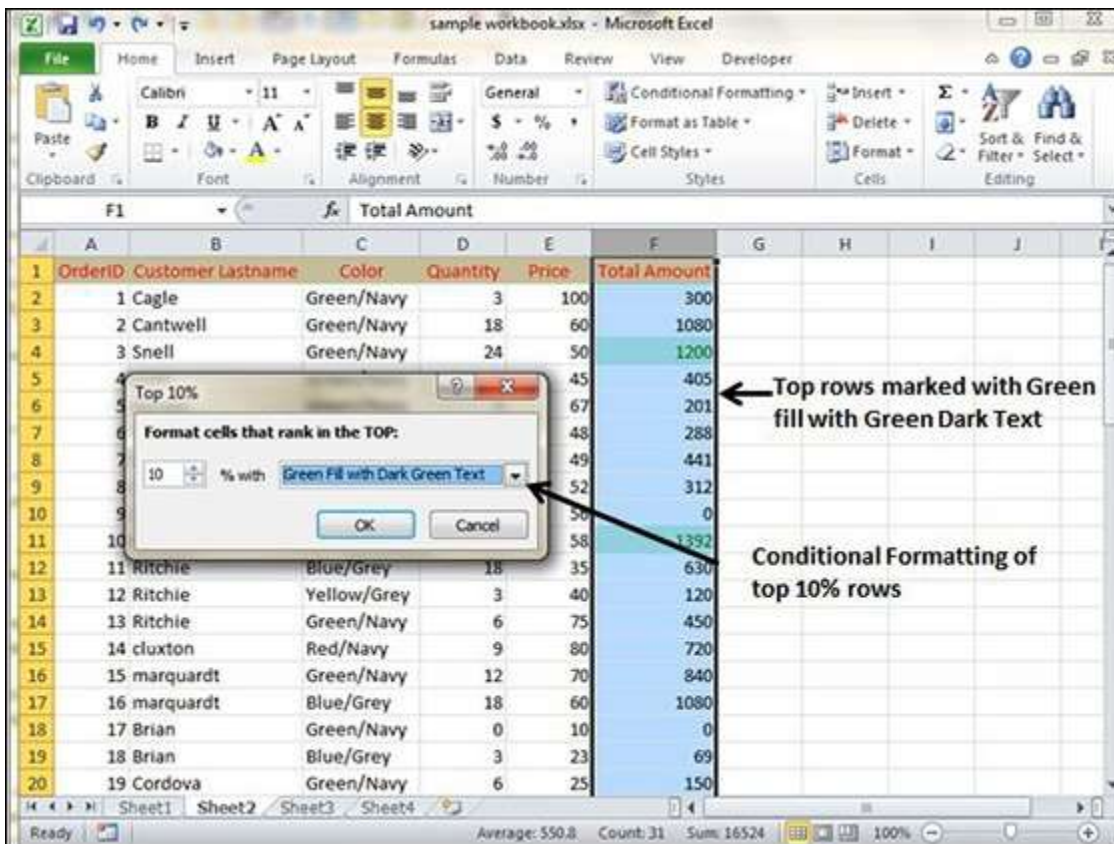 sample workbook.xlsx - Microsoft Excel
File Home Insert Page Layout Formulas Data Review View Developer
Paste
Calibri 11
B I U A A
A
General
$ % ,
Conditional Formatting
Format as Table
Cell Styles
Insert
Delete
Format
Σ
Sort & Filter
Find & Select
Clipboard Font Alignment Number Styles Cells Editing
F1 fx Total Amount
A B C D E F G H I J
1 OrderID Customer Lastname Color Quantity Price Total Amount
2 1 Cagle Green/Navy 3 100 300
3 2 Cantwell Green/Navy 18 60 1080
4 3 Snell Green/Navy 24 50 1200
5 4 45 405
6 5 67 201
7 6 48 288
8 7 49 441
9 8 52 312
10 9 0
11 10 58 1392
12 11 Ritchie Blue/Grey 18 35 630
13 12 Ritchie Yellow/Grey 3 40 120
14 13 Ritchie Green/Navy 6 75 450
15 14 cluxton Red/Navy 9 80 720
16 15 marquardt Green/Navy 12 70 840
17 16 marquardt Blue/Grey 18 60 1080
18 17 Brian Green/Navy 0 10 0
19 18 Brian Blue/Grey 3 23 69
20 19 Cordova Green/Navy 6 25 150
Top 10%
Format cells that rank in the TOP:
10 % with Green Fill with Dark Green Text
OK Cancel
Top rows marked with Green
fill with Green Dark Text
Conditional Formatting of
top 10% rows
Sheet1 Sheet2 Sheet3 Sheet4
Ready Average: 550.8 Count: 31 Sum: 16524 100%